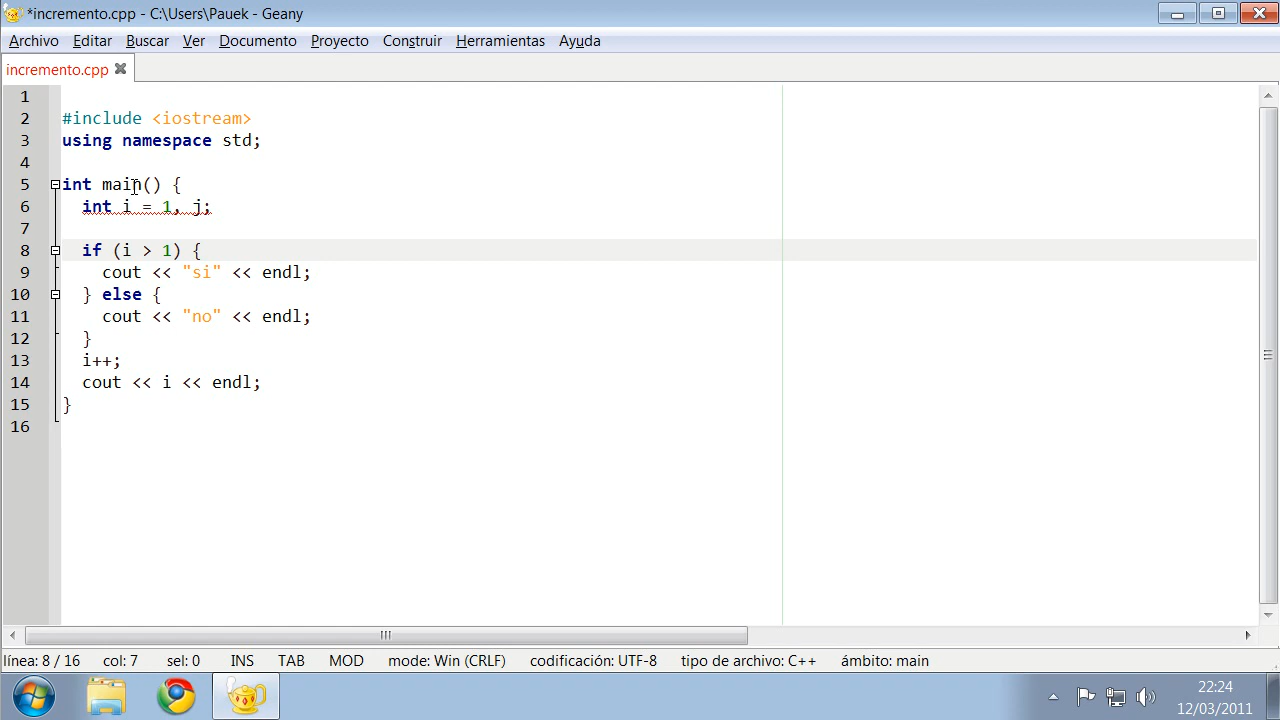 *incremento.cpp - C:\Users\Pauek - Geany
Archivo Editar Buscar Ver Documento Proyecto Construir Herramientas Ayuda
incremento.cpp
1
2 #include <iostream>
3 using namespace std;
4
5 int main() {
6   int i = 1, j;
7
8   if (i > 1) {
9     cout << "si" << endl;
10   } else {
11     cout << "no" << endl;
12   }
13   i++;
14   cout << i << endl;
15 }
16
línea: 8 / 16 col: 7 sel: 0 INS TAB MOD mode: Win (CRLF) codificación: UTF-8 tipo de archivo: C++ ámbito: main
22:24
12/03/2011